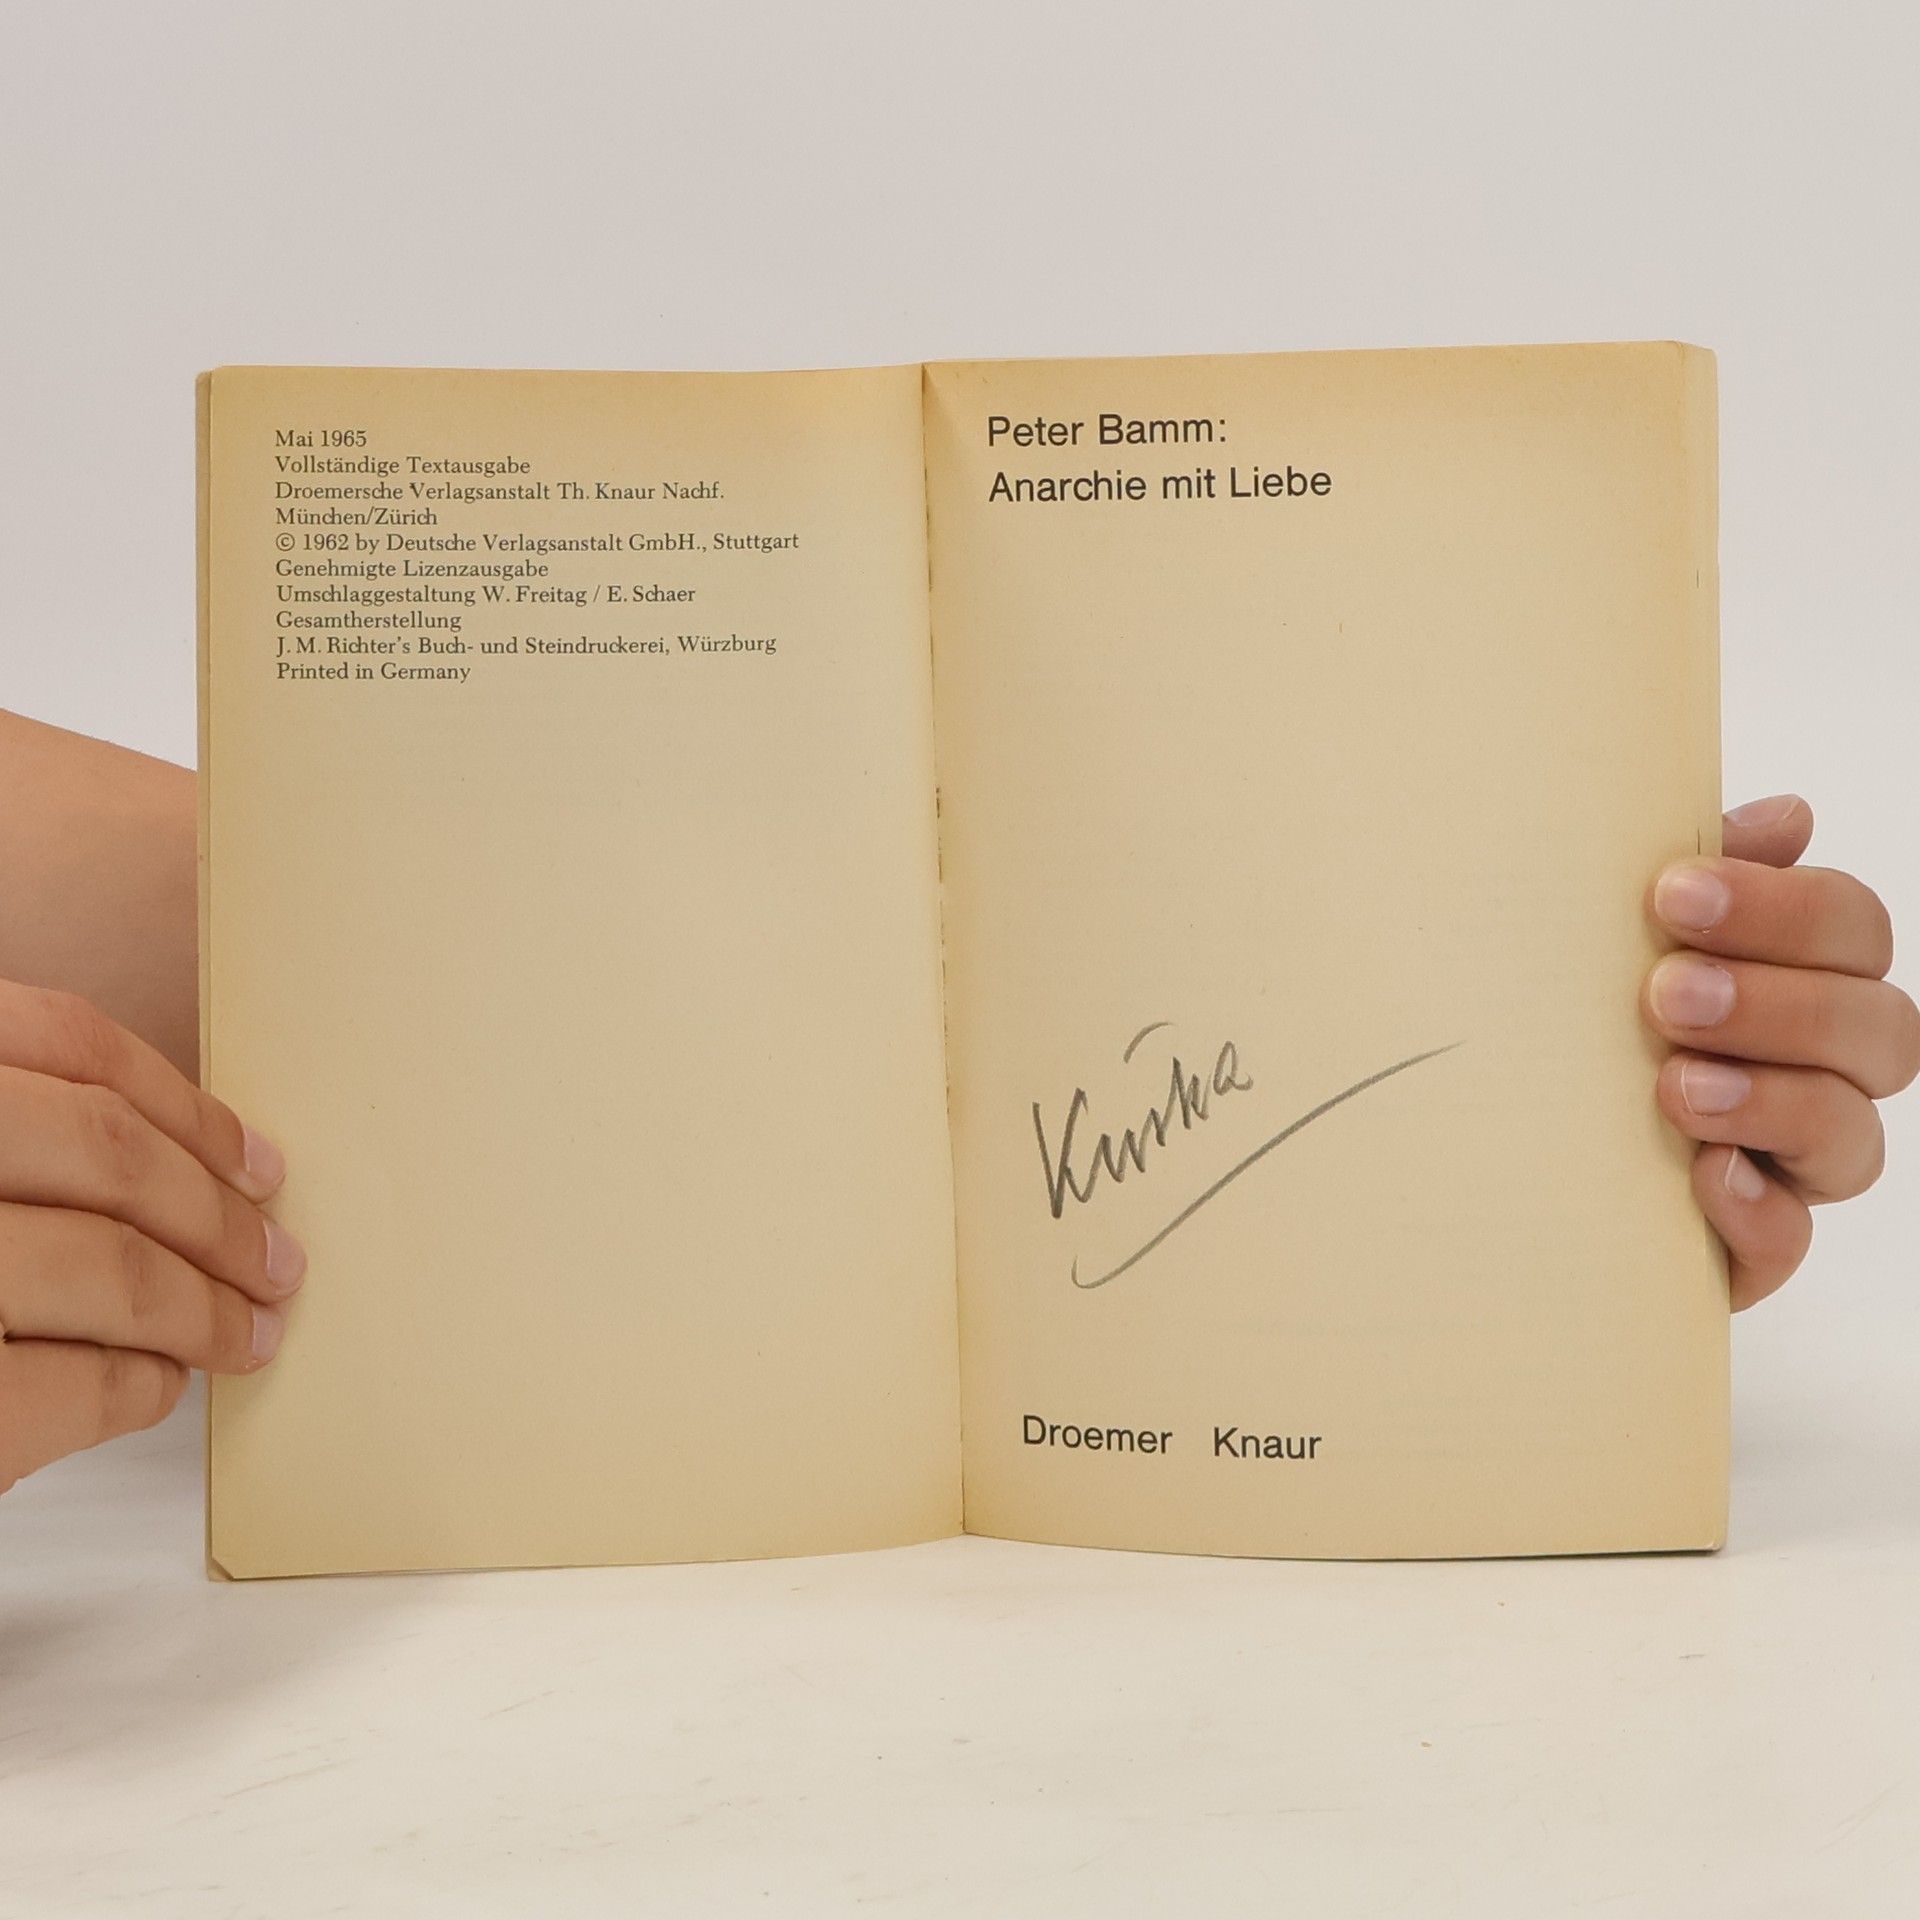 Mai 1965
Vollständige Textausgabe
Droemersche Verlagsanstalt Th. Knaur Nachf.
München/Zürich
© 1962 by Deutsche Verlagsanstalt GmbH., Stuttgart
Genehmigte Lizenzausgabe
Umschlaggestaltung W. Freitag / E. Schaer
Gesamtherstellung
J. M. Richter's Buch- und Steindruckerei, Würzburg
Printed in Germany
Peter Bamm:
Anarchie mit Liebe
Droemer Knaur